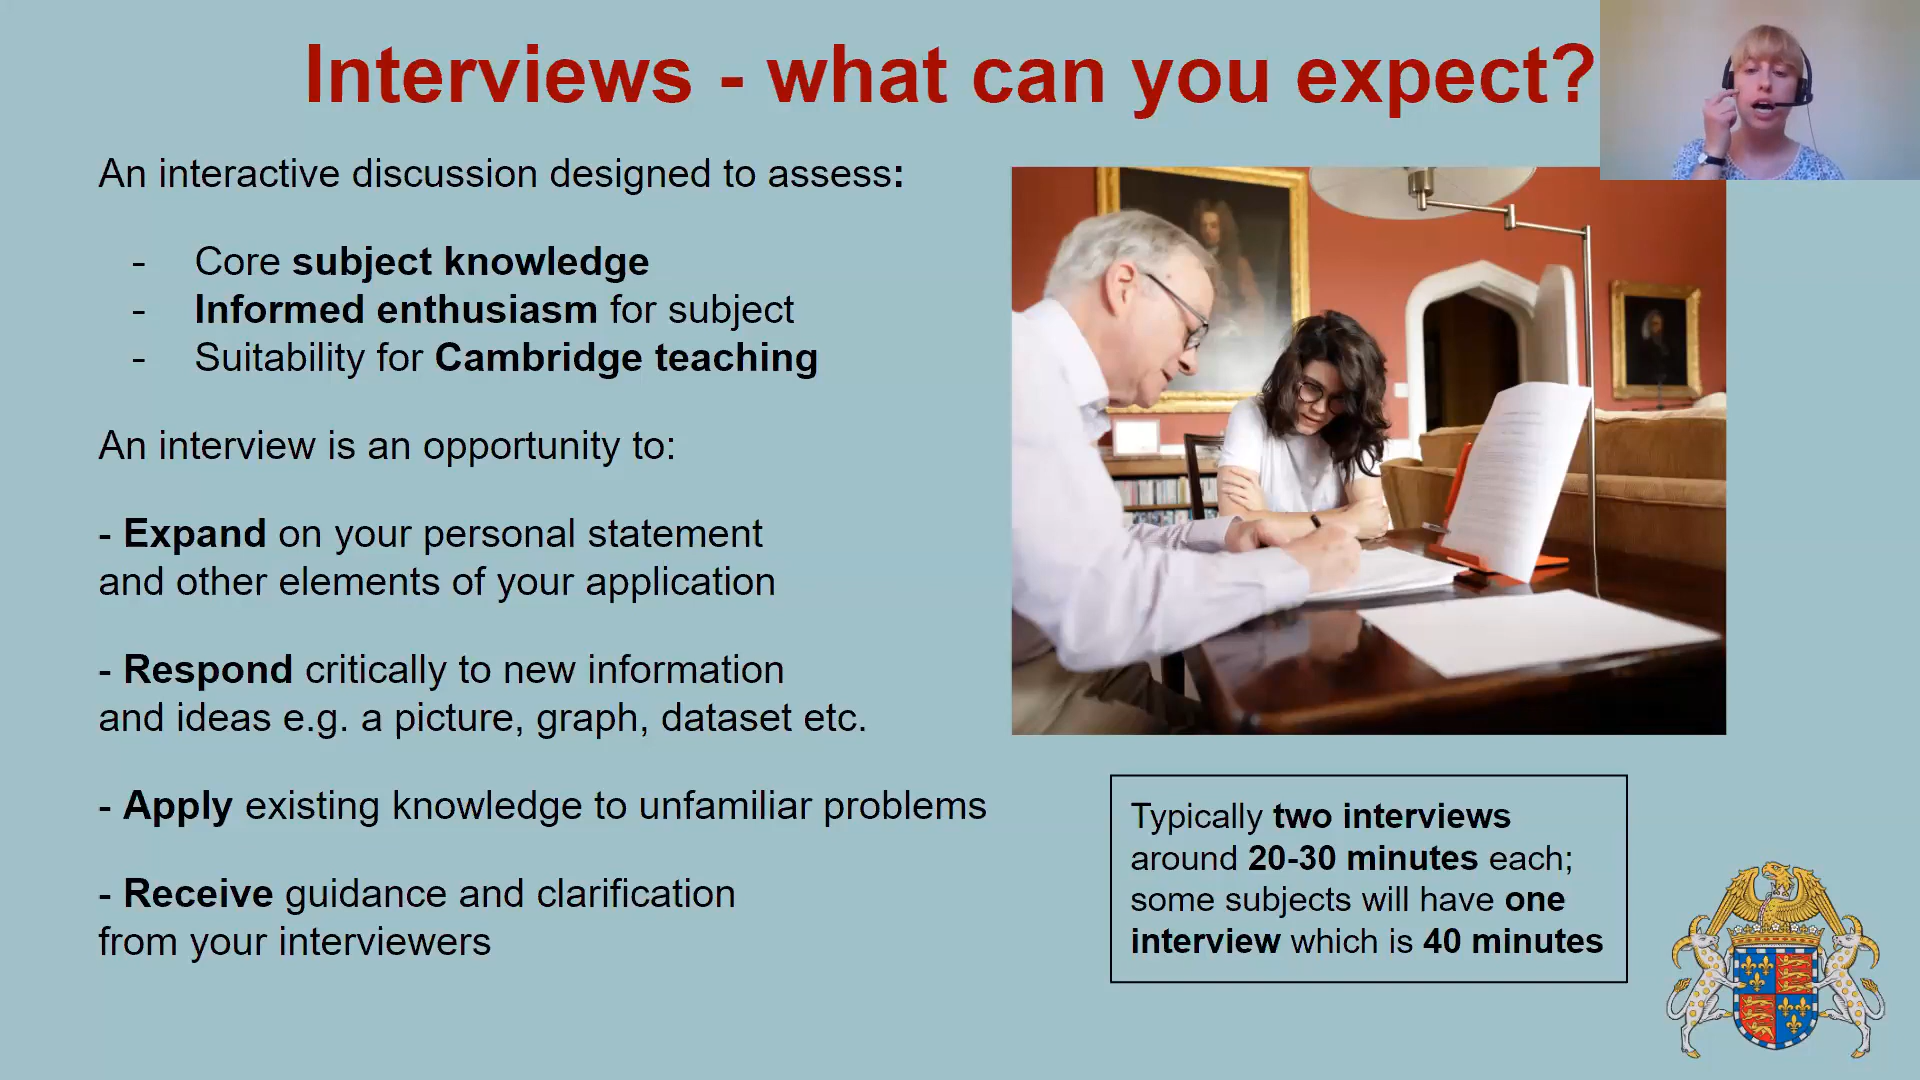 Interviews - what can you expect?
An interactive discussion designed to assess:
- Core subject knowledge
- Informed enthusiasm for subject
- Suitability for Cambridge teaching
An interview is an opportunity to:
- Expand on your personal statement
and other elements of your application
- Respond critically to new information
and ideas e.g. a picture, graph, dataset etc.
- Apply existing knowledge to unfamiliar problems
- Receive guidance and clarification
from your interviewers
Typically two interviews
around 20-30 minutes each;
some subjects will have one
interview which is 40 minutes